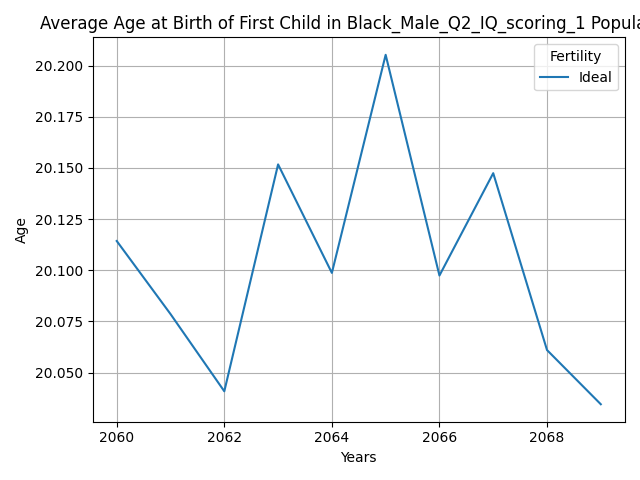 Average Age at Birth of First Child in Black_Male_Q2_IQ_scoring_1 Popula
Fertility
Ideal
20.200
20.175
20.150
20.125
20.100
20.075
20.050
Age
2060
2062
2064
2066
2068
Years